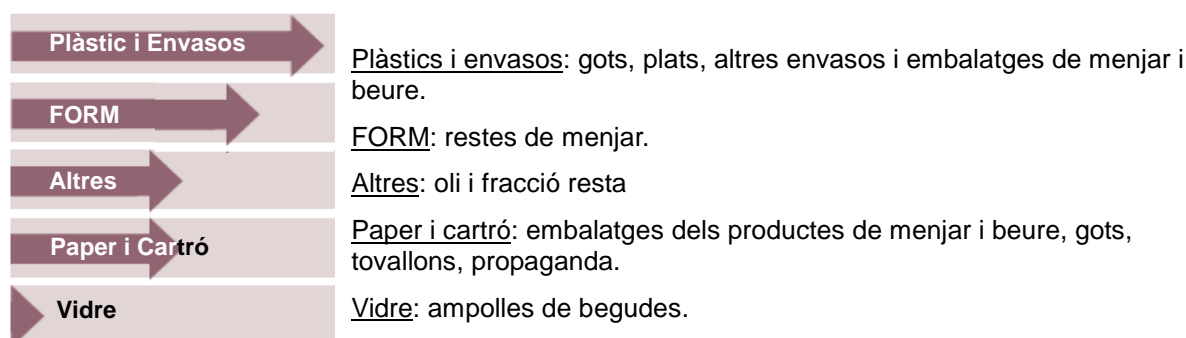 Plàstic i Envasos
Plàstics i envasos: gots, plats, altres envasos i embalatges de menjar i
beure.
FORM
FORM: restes de menjar.
Altres
Altres: oli i fracció resta
Paper i Cartró
Paper i cartró: embalatges dels productes de menjar i beure, gots,
tovallons, propaganda.
Vidre
Vidre: ampolles de begudes.